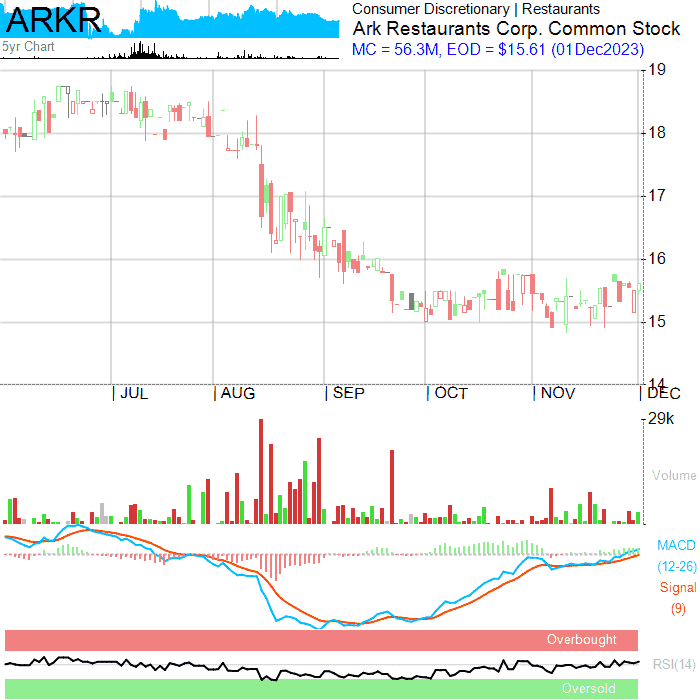 ARKR
5yr Chart
Consumer Discretionary | Restaurants
Ark Restaurants Corp. Common Stock
MC = 56.3M, EOD = $15.61 (01Dec2023)
19
18
17
16
15
14
JUL
AUG
SEP
OCT
NOV
DEC
29k
Volume
MACD
(12-26)
Signal
(9)
Overbought
RSI(14)
Oversold